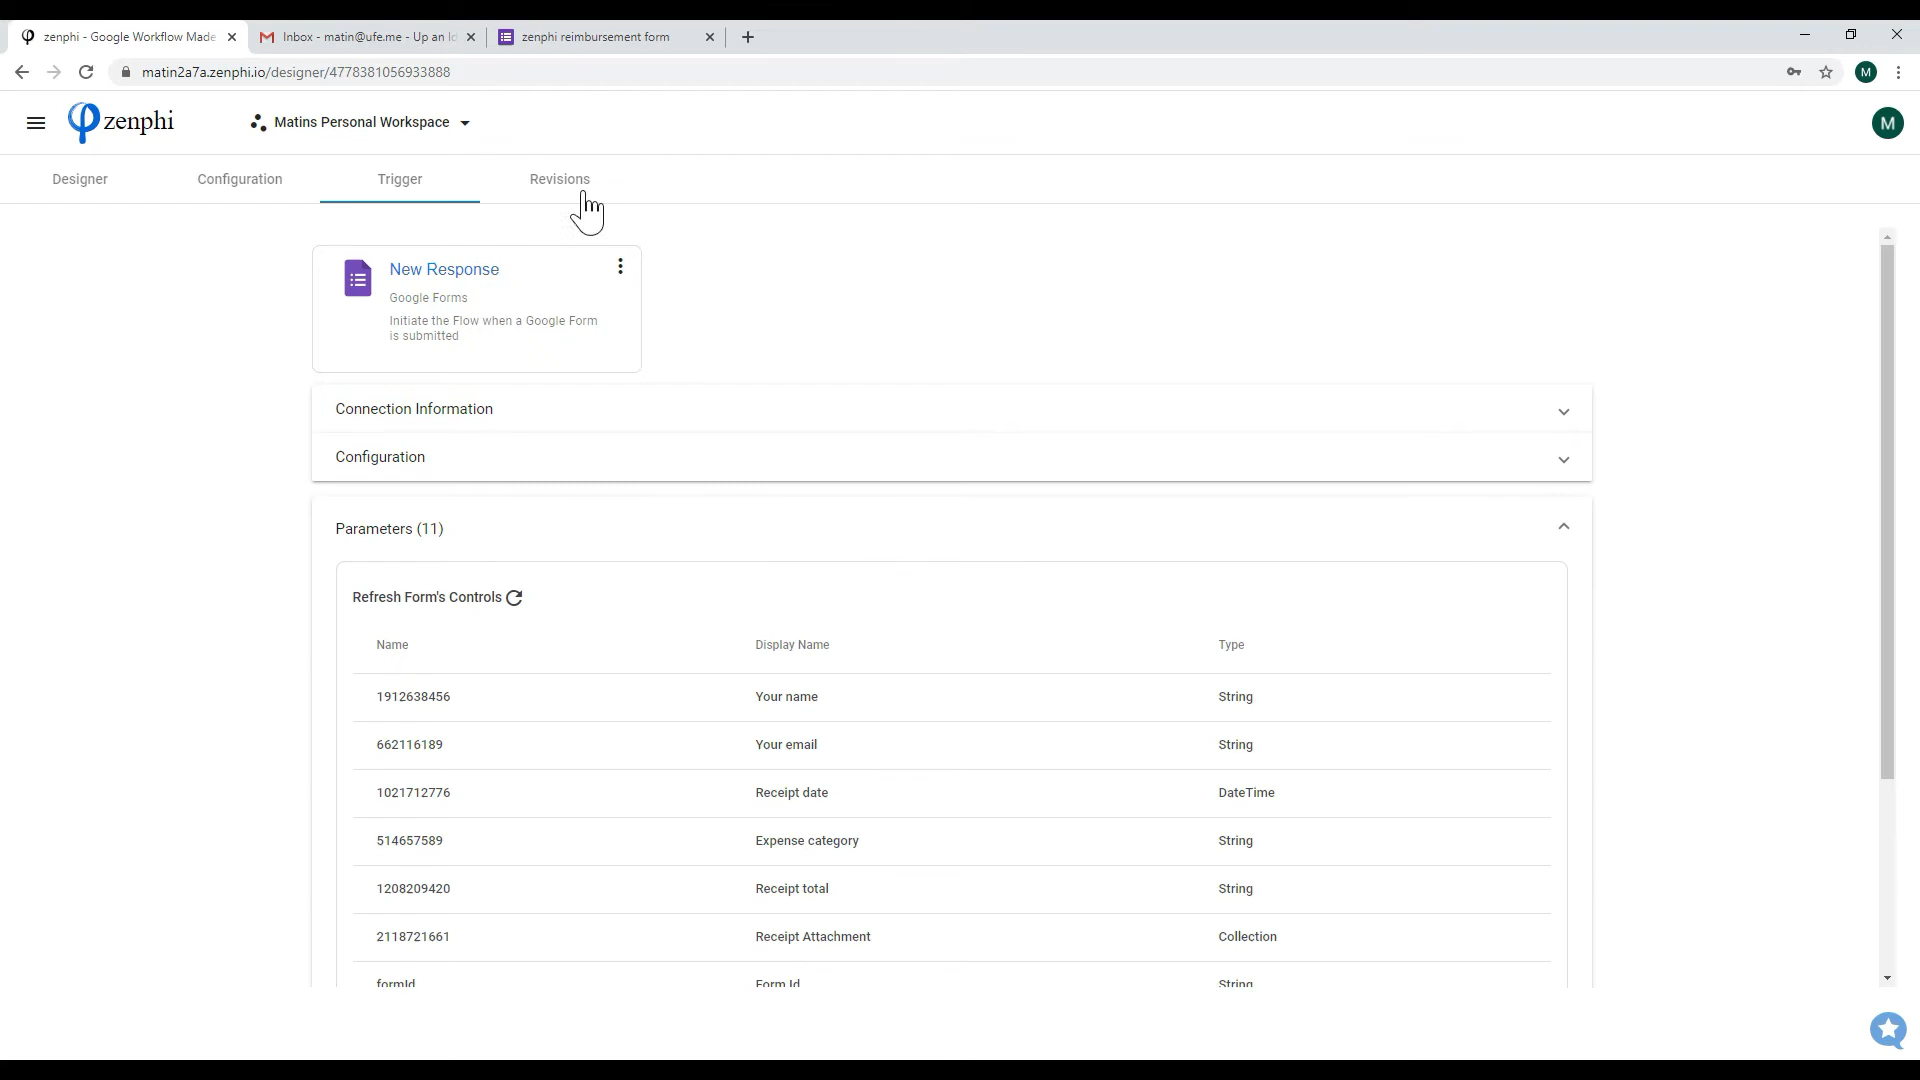 zenphi - Google Workflow Made
Inbox - matin@ufe.me - Up an Id
zenphi reimbursement form
matin2a7a.zenphi.io/designer/4778381056933888
M
zenphi
Matins Personal Workspace
M
Designer
Configuration
Trigger
Revisions
New Response
Google Forms
Initiate the Flow when a Google Form
is submitted
Connection Information
Configuration
Parameters (11)
Refresh Form's Controls
Name Display Name Type
1912638456 Your name String
662116189 Your email String
1021712776 Receipt date DateTime
514657589 Expense category String
1208209420 Receipt total String
2118721661 Receipt Attachment Collection
formId Form Id String